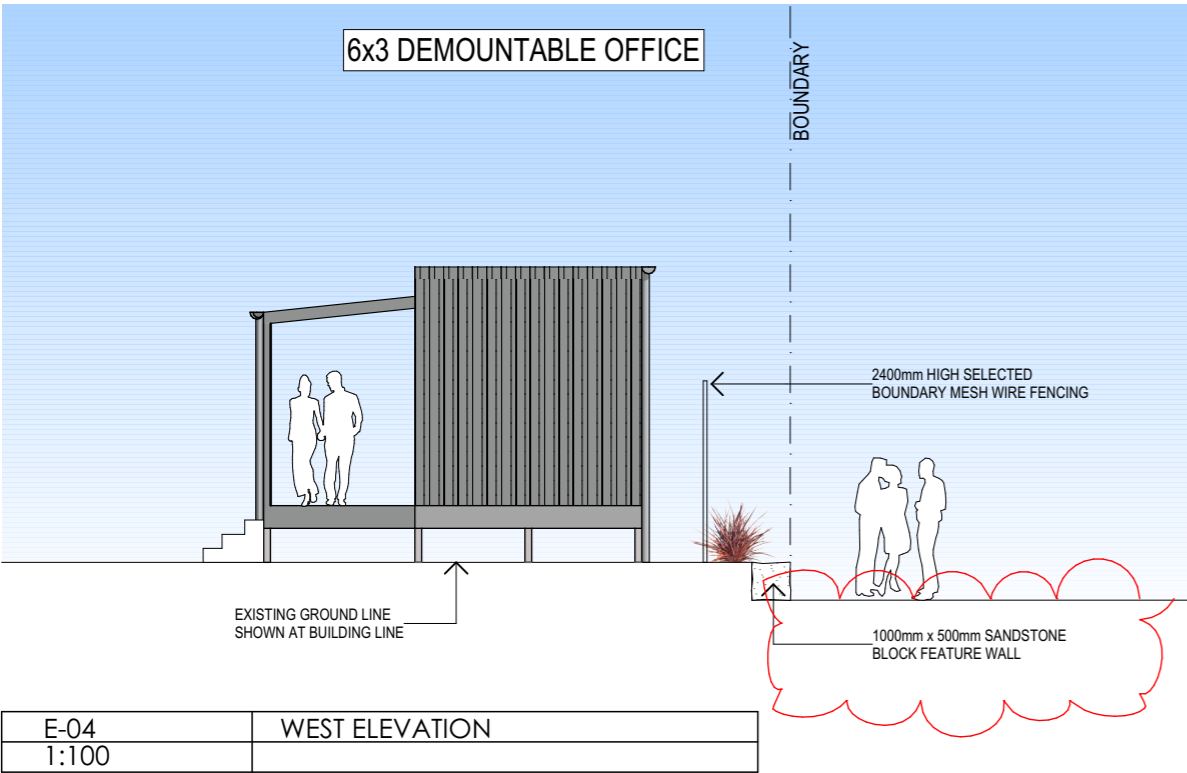 6x3 DEMOUNTABLE OFFICE
BOUNDARY
2400mm HIGH SELECTED
BOUNDARY MESH WIRE FENCING
EXISTING GROUND LINE
SHOWN AT BUILDING LINE
1000mm x 500mm SANDSTONE
BLOCK FEATURE WALL
E-04 WEST ELEVATION
1:100